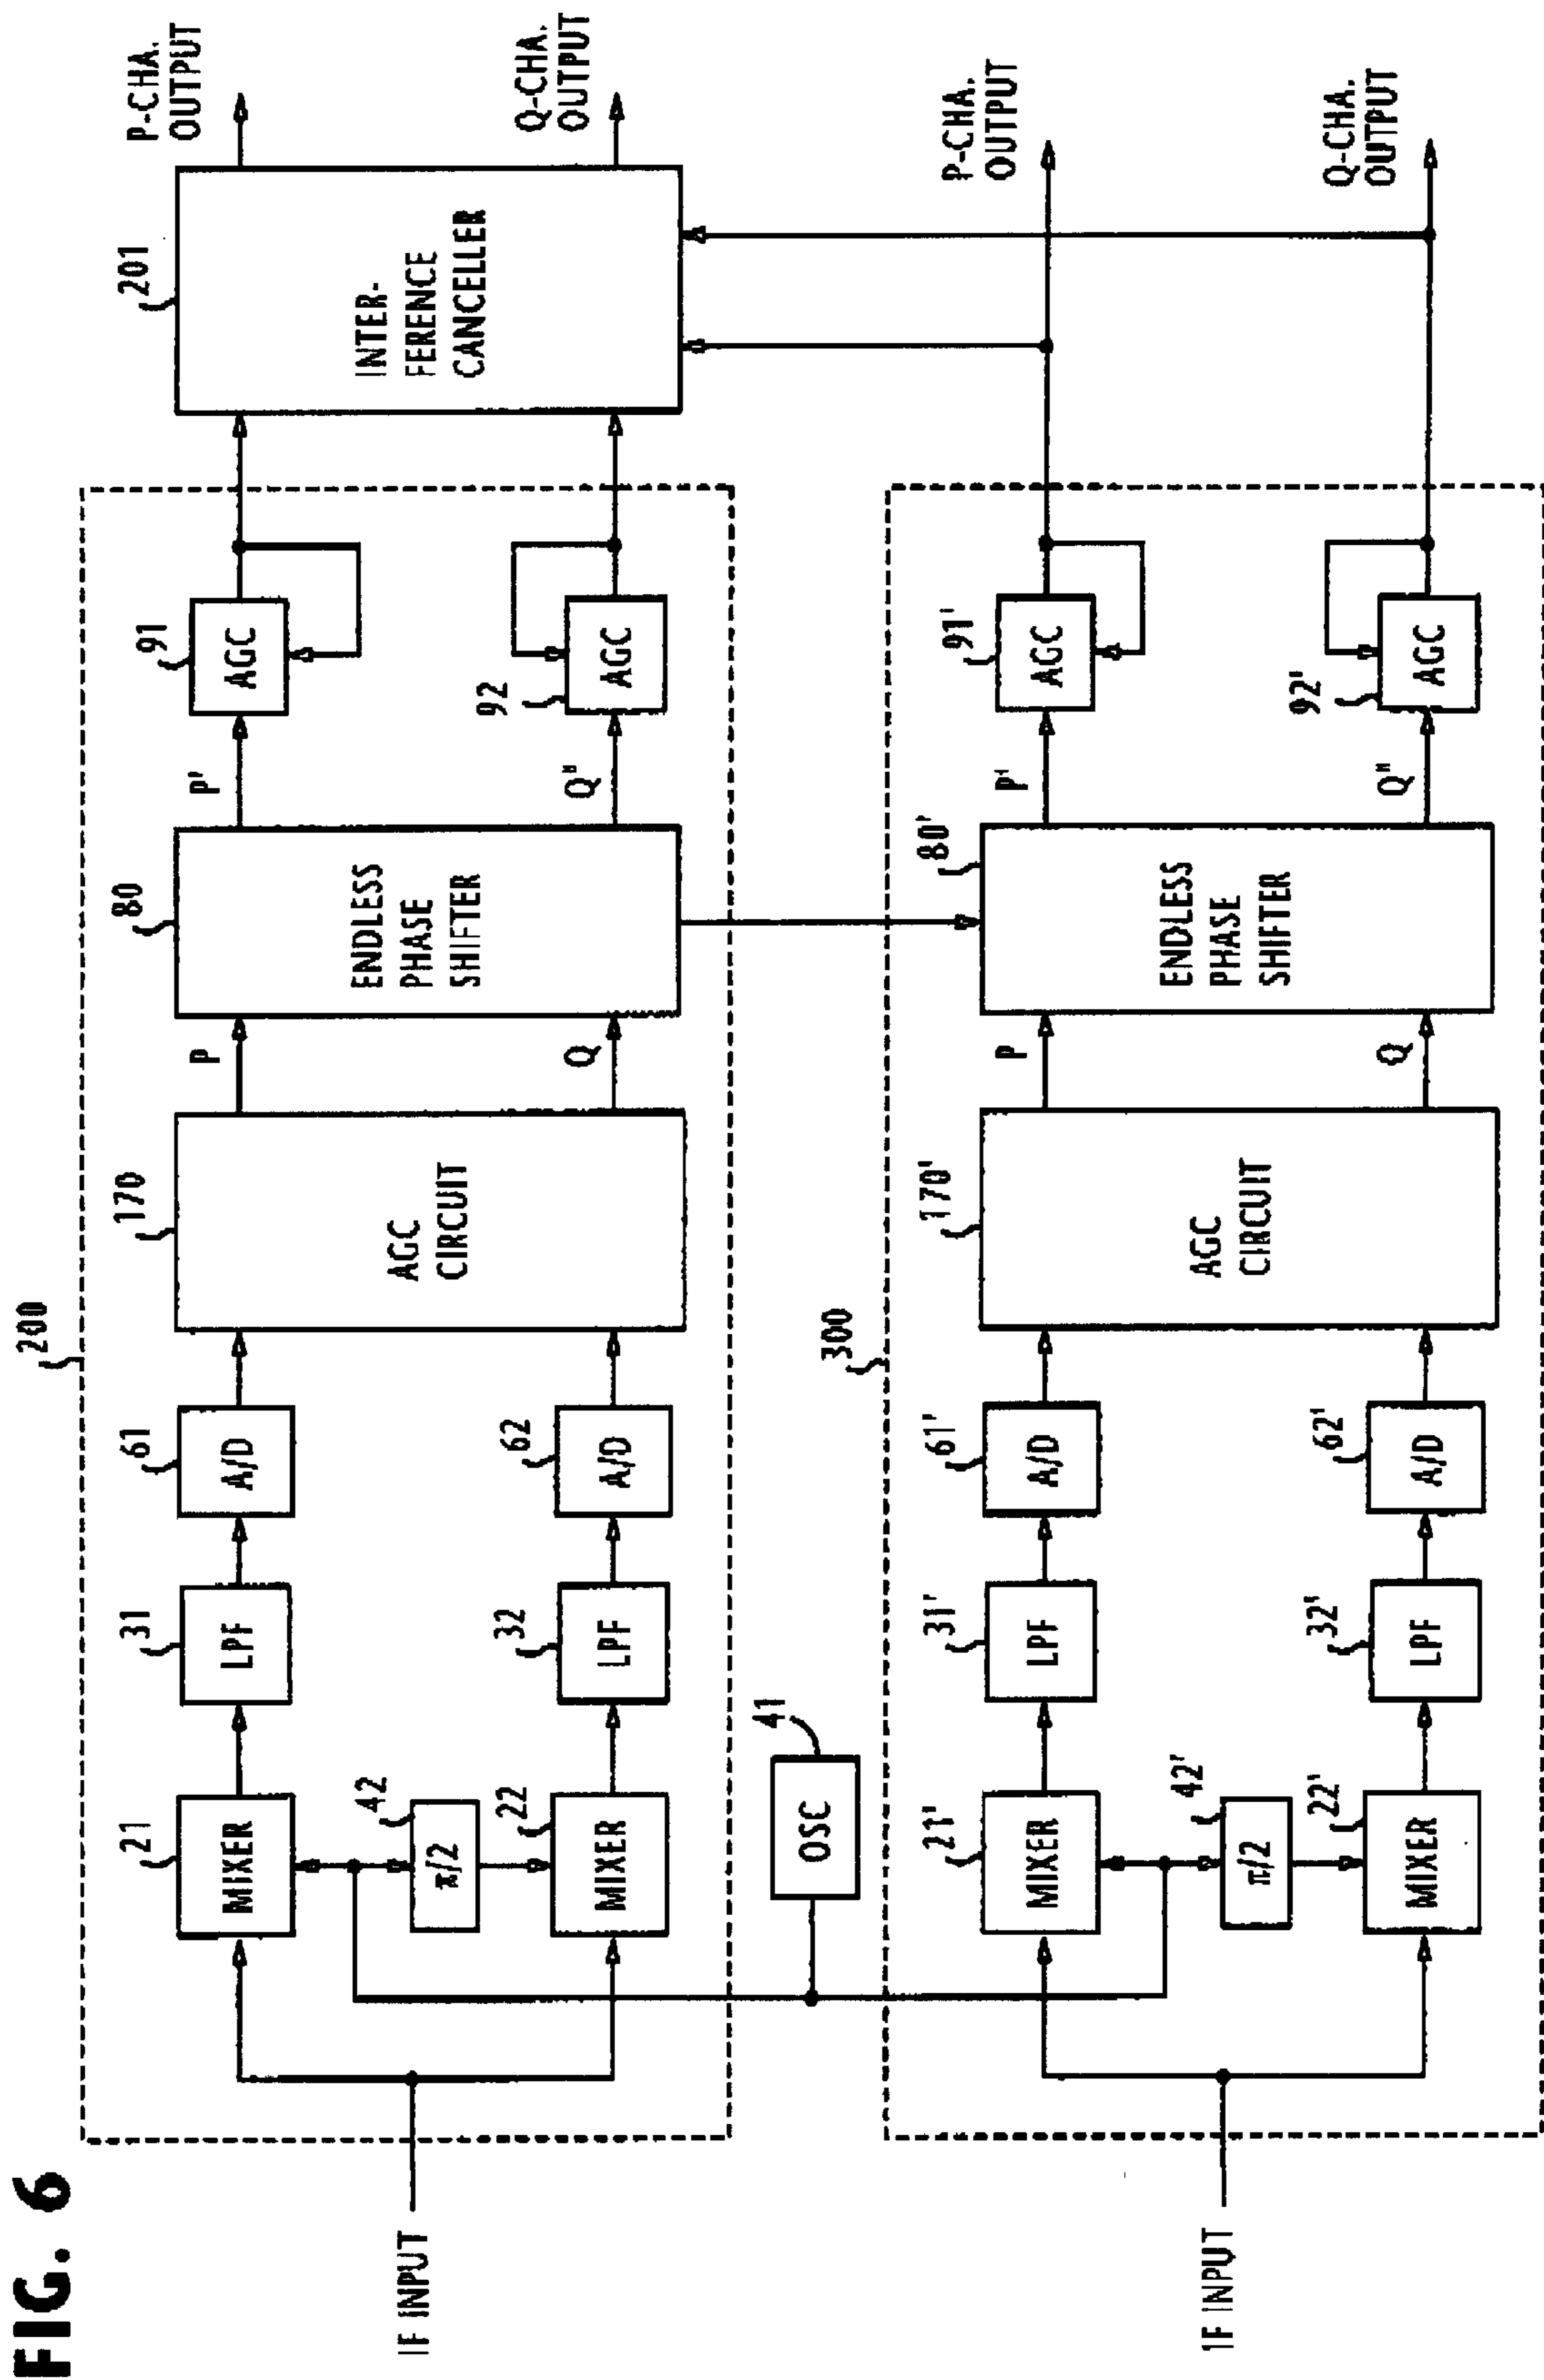 FIG. 6
200
IF INPUT
21
MIXER
42
π/2
22
MIXER
31
LPF
32
LPF
61
A/D
62
A/D
170
AGC
CIRCUIT
P
Q
80
ENDLESS
PHASE
SHIFTER
P'
Q"
91
AGC
92
AGC
201
INTER-
FERENCE
CANCELLER
P-CHA.
OUTPUT
Q-CHA.
OUTPUT
41
OSC
300
IF INPUT
21'
MIXER
42'
π/2
22'
MIXER
31'
LPF
32'
LPF
61'
A/D
62'
A/D
170'
AGC
CIRCUIT
P
Q
80'
ENDLESS
PHASE
SHIFTER
P'
Q"
91'
AGC
92'
AGC
P-CHA.
OUTPUT
Q-CHA.
OUTPUT